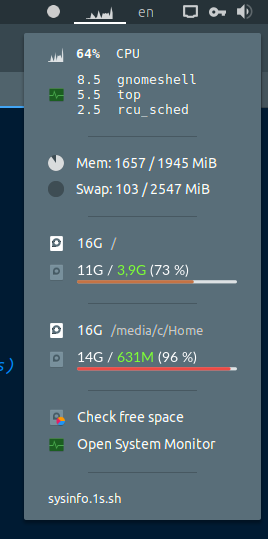 en
64% CPU
8.5 gnomeshell
5.5 top
2.5 rcu_sched
Mem: 1657 / 1945 MiB
Swap: 103 / 2547 MiB
16G /
11G / 3,9G (73 %)
16G /media/c/Home
14G / 631M (96 %)
s)
Check free space
Open System Monitor
sysinfo.1s.sh